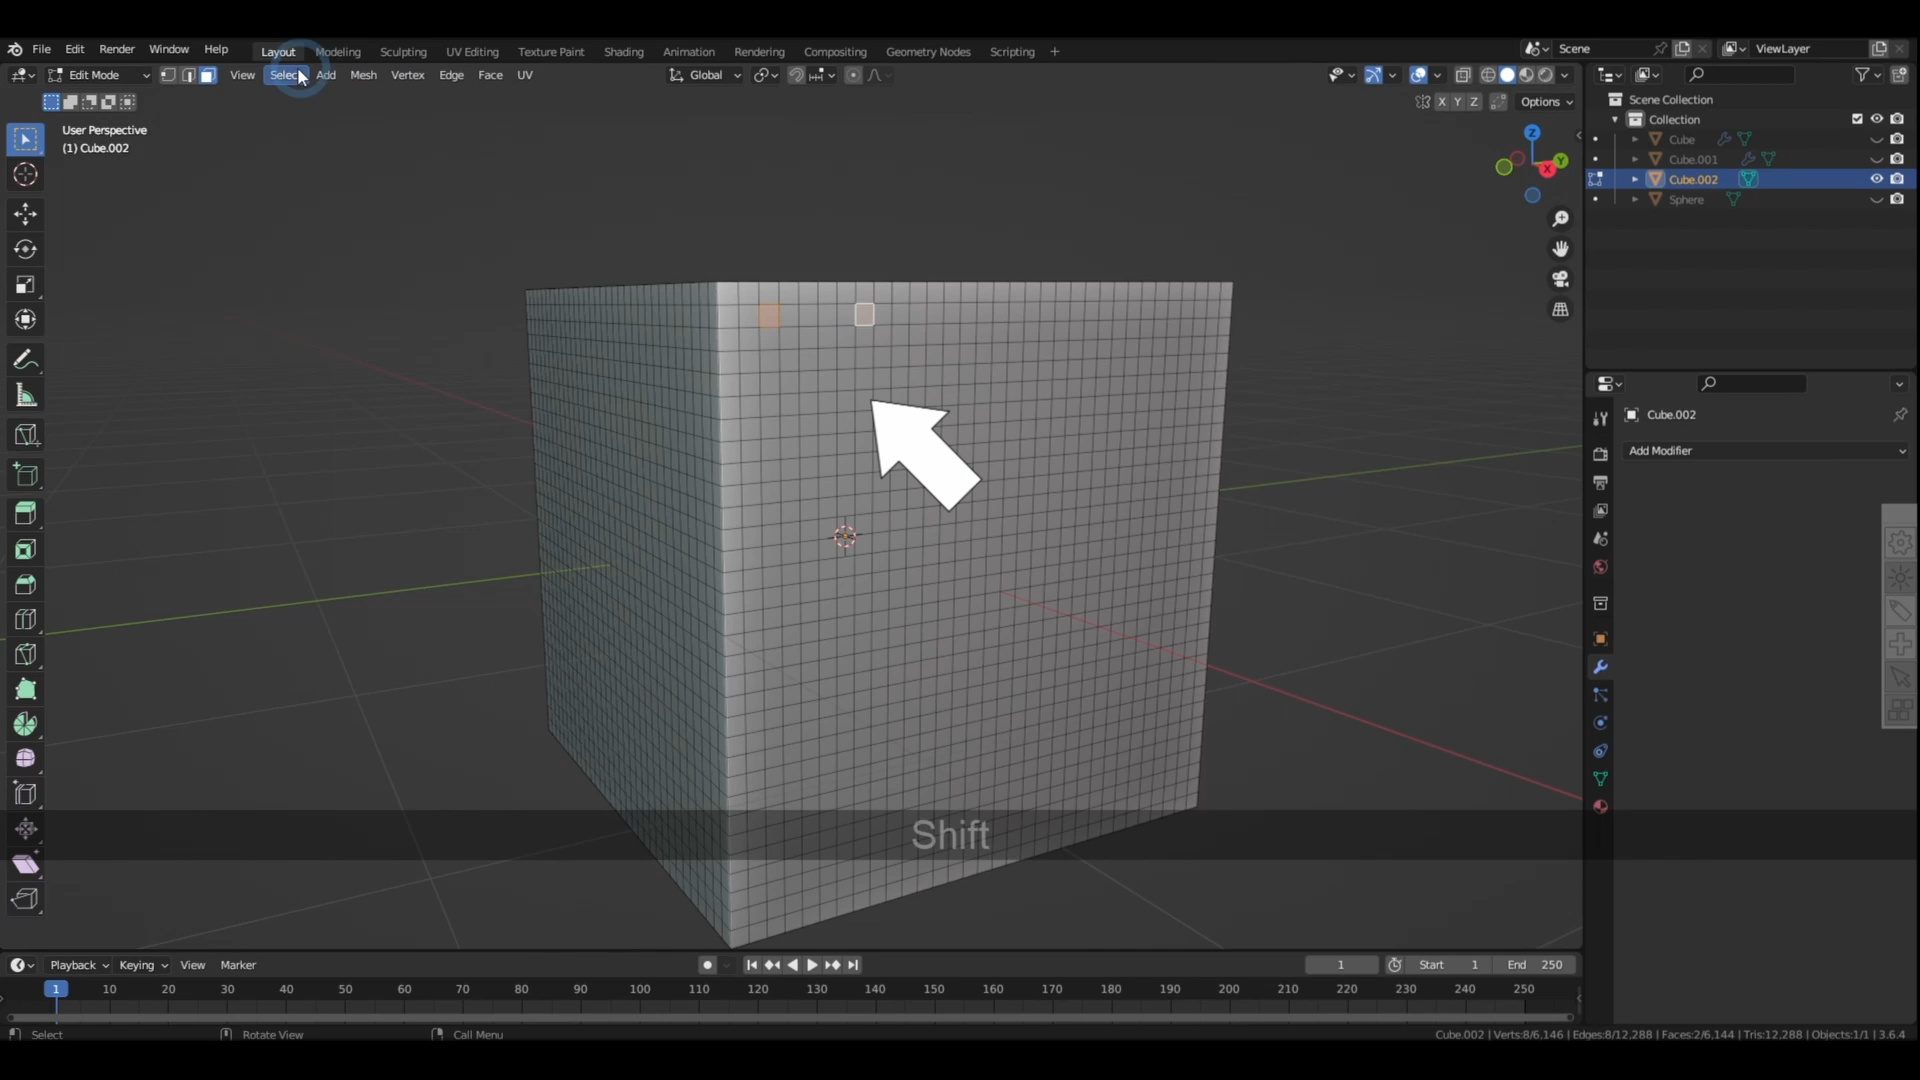 File Edit Render Window Help Layout Modeling Sculpting UV Editing Texture Paint Shading Animation Rendering Compositing Geometry Nodes Scripting + Scene ViewLayer
Edit Mode View Select Add Mesh Vertex Edge Face UV Global
X Y Z Options
User Perspective
(1) Cube.002
Z
Y
X
Scene Collection
Collection
Cube
Cube.001
Cube.002
Sphere
Cube.002
Add Modifier
Shift
Playback Keying View Marker 1 Start 1 End 250
1 10 20 30 40 50 60 70 80 90 100 110 120 130 140 150 160 170 180 190 200 210 220 230 240 250
Select Rotate View Call Menu Cube.002 | Verts:8/6,146 | Edges:8/12,288 | Faces:2/6,144 | Tris:12,288 | Objects:1/1 | 3.6.4